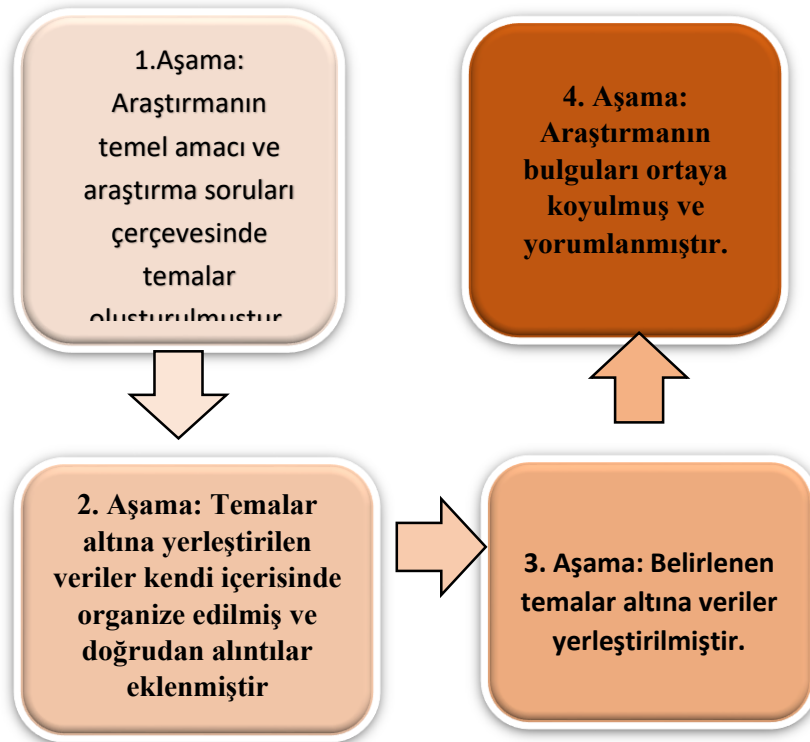 1.Aşama:
Araştırmanın
temel amacı ve
araştırma soruları
çerçevesinde
temalar
oluşturulmuştur
2. Aşama: Temalar
altına yerleştirilen
veriler kendi içerisinde
organize edilmiş ve
doğrudan alıntılar
eklenmiştir
3. Aşama: Belirlenen
temalar altına veriler
yerleştirilmiştir.
4. Aşama:
Araştırmanın
bulguları ortaya
koyulmuş ve
yorumlanmıştır.